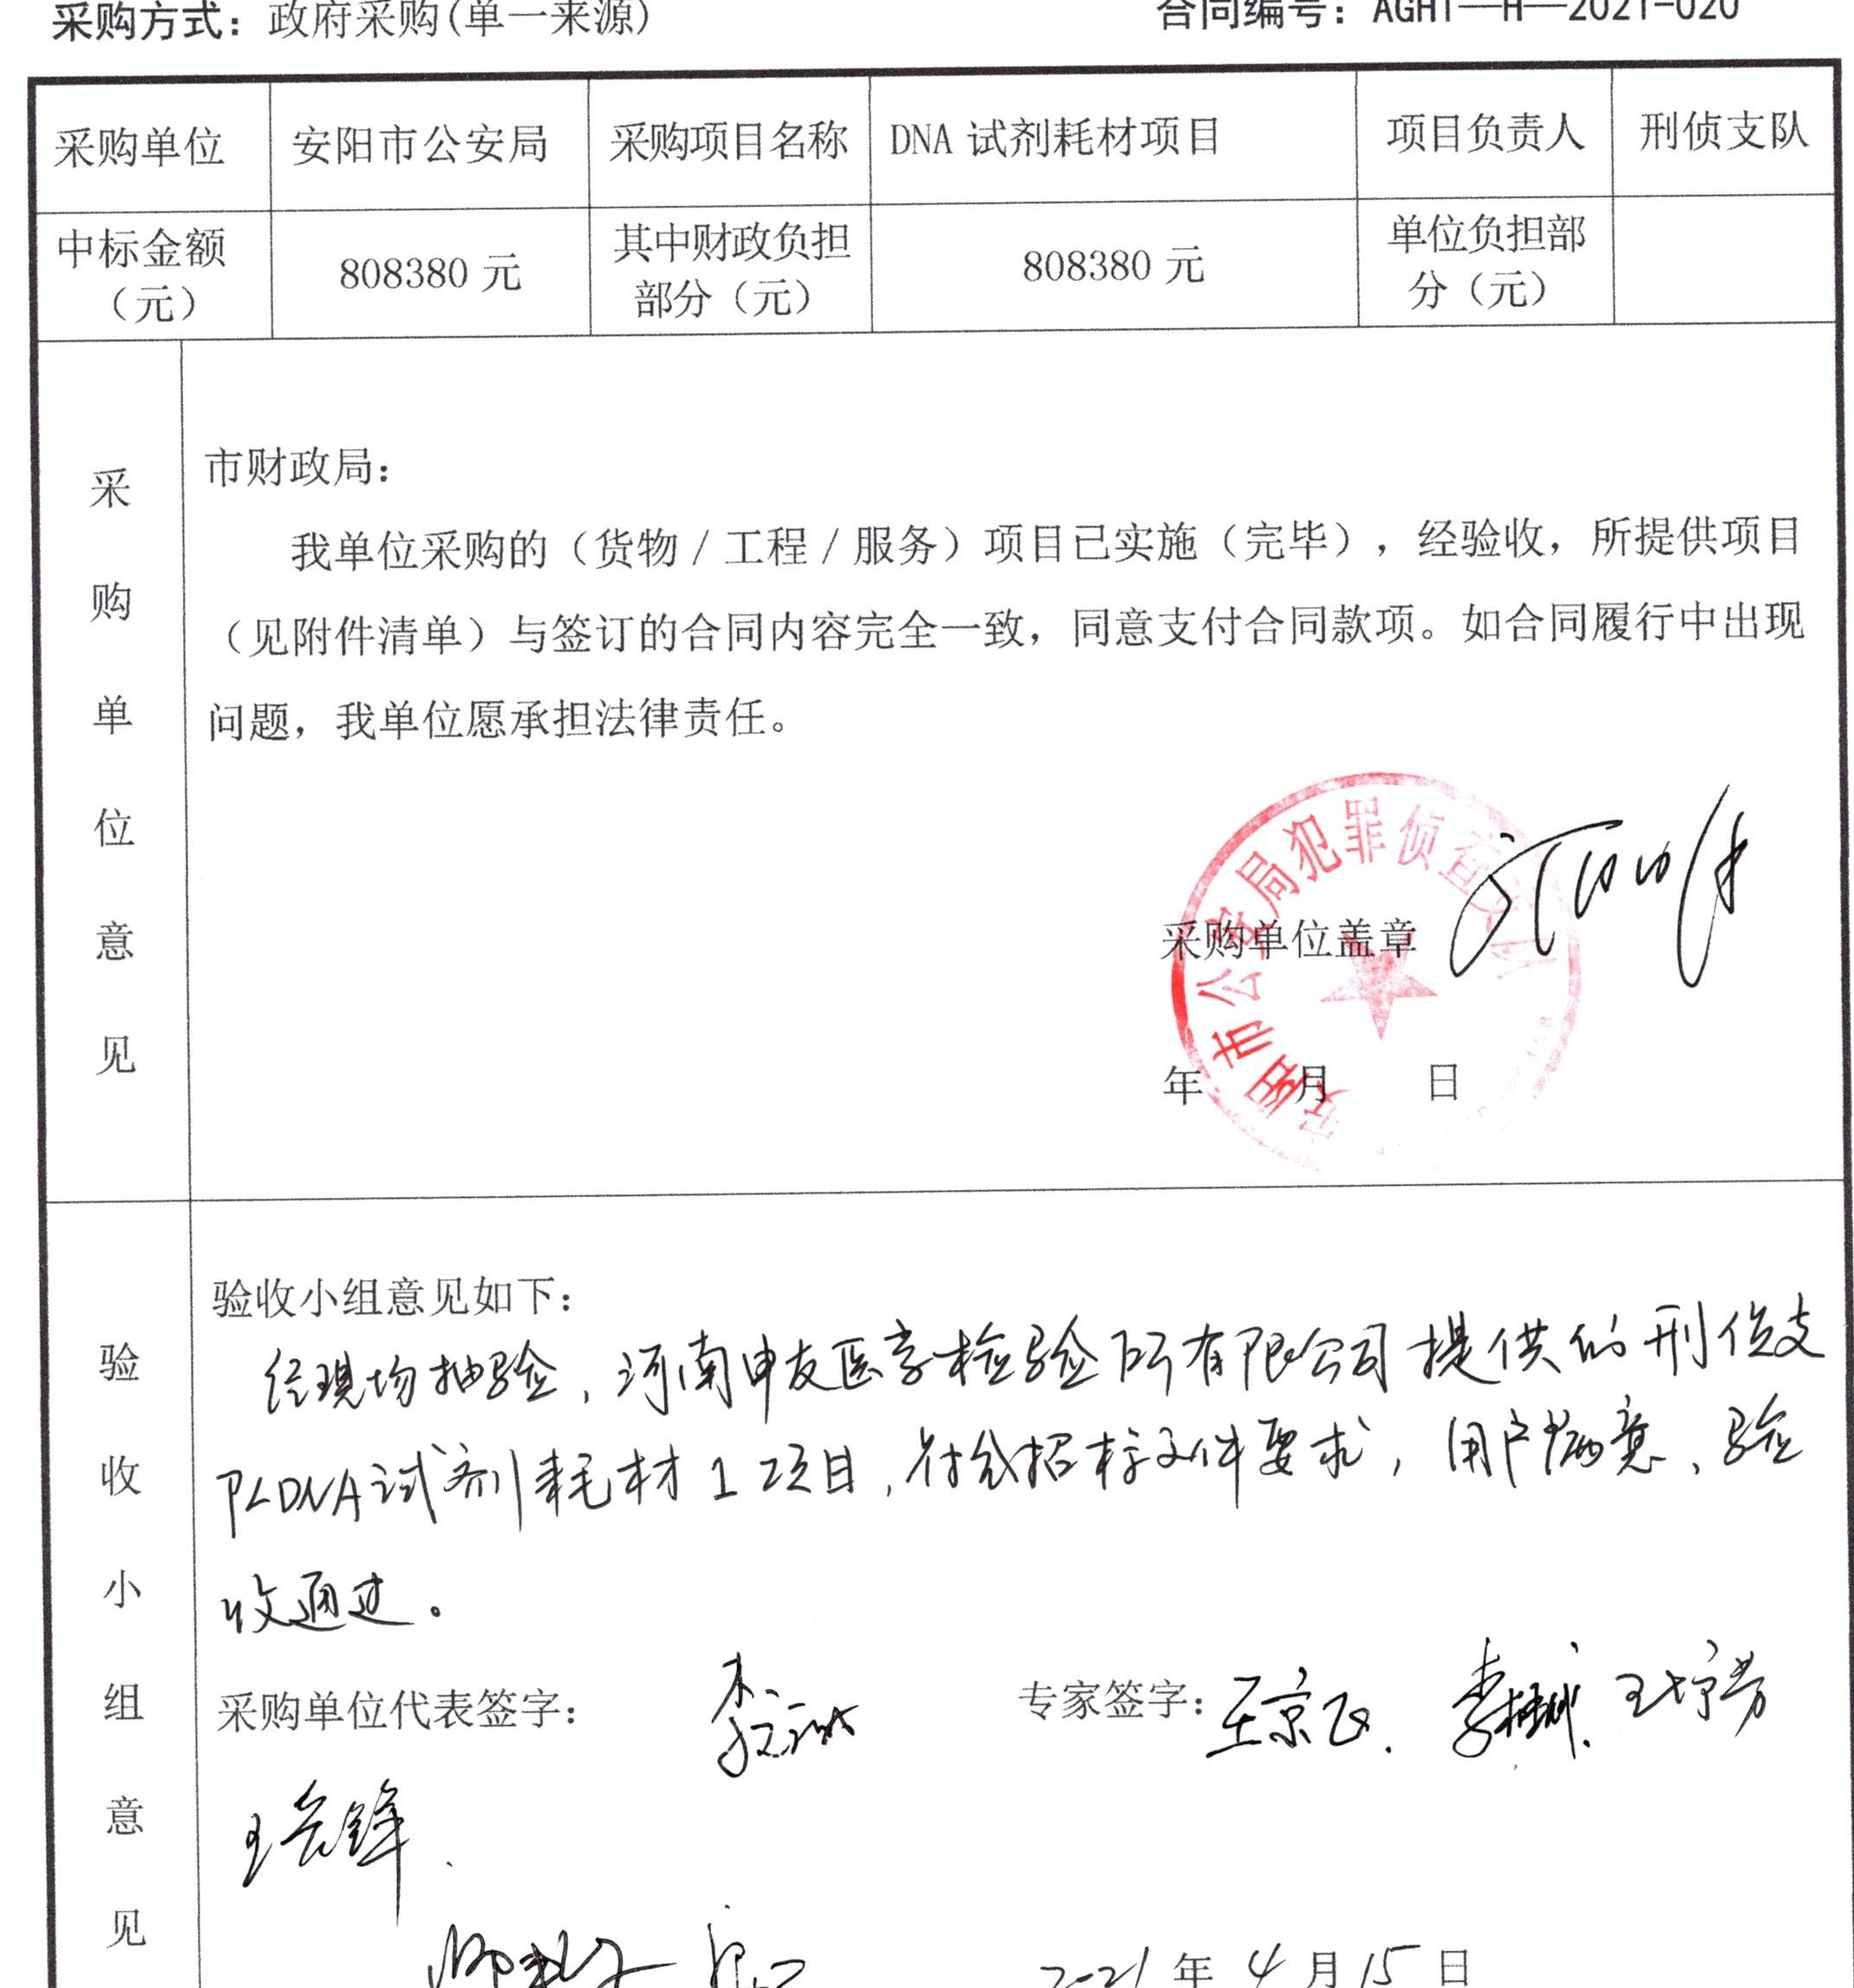 采购方式：政府采购(单一来源)
合同编号：AGHT—H—2021-020
采购单位
安阳市公安局
采购项目名称
DNA 试剂耗材项目
项目负责人
刑侦支队
中标金额
（元）
808380 元
其中财政负担
部分（元）
808380 元
单位负担部
分（元）
采购单位意见
市财政局：
我单位采购的（货物 / 工程 / 服务）项目已实施（完毕），经验收，所提供项目
（见附件清单）与签订的合同内容完全一致，同意支付合同款项。如合同履行中出现
问题，我单位愿承担法律责任。
安阳市公安局犯罪侦查支队
采购单位盖章
年 月 日
验收小组意见
验收小组意见如下：
经现场抽验，河南申友医学检验所有限公司提供的刑侦支
队DNA试剂耗材1项目，符合招标文件要求，用户满意，验
收通过。
采购单位代表签字：
专家签字：王京飞.
2021 年 4 月 15 日